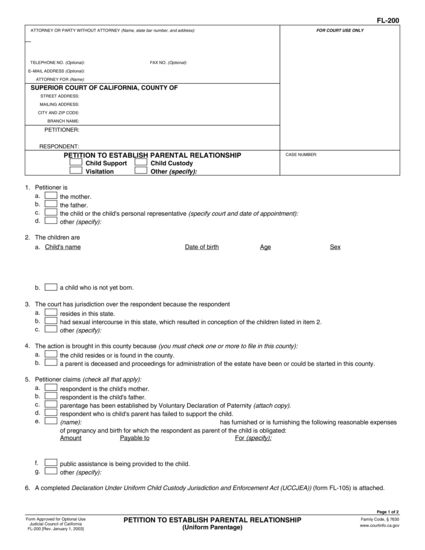 FL-200
ATTORNEY OR PARTY WITHOUT ATTORNEY (Name, state bar number, and address):
FOR COURT USE ONLY
TELEPHONE NO. (Optional): FAX NO. (Optional):
E-MAIL ADDRESS (Optional):
ATTORNEY FOR (Name):
SUPERIOR COURT OF CALIFORNIA, COUNTY OF
STREET ADDRESS:
MAILING ADDRESS:
CITY AND ZIP CODE:
BRANCH NAME:
PETITIONER:
RESPONDENT:
PETITION TO ESTABLISH PARENTAL RELATIONSHIP
CASE NUMBER:
Child Support Child Custody
Visitation Other (specify):
1. Petitioner is
a. the mother.
b. the father.
c. the child or the child's personal representative (specify court and date of appointment):
d. other (specify):
2. The children are
a. Child's name Date of birth Age Sex
b. a child who is not yet born.
3. The court has jurisdiction over the respondent because the respondent
a. resides in this state.
b. had sexual intercourse in this state, which resulted in conception of the children listed in item 2.
c. other (specify):
4. The action is brought in this county because (you must check one or more to file in this county):
a. the child resides or is found in the county.
b. a parent is deceased and proceedings for administration of the estate have been or could be started in this county.
5. Petitioner claims (check all that apply):
a. respondent is the child's mother.
b. respondent is the child's father.
c. parentage has been established by Voluntary Declaration of Paternity (attach copy).
d. respondent who is child's parent has failed to support the child.
e. (name): has furnished or is furnishing the following reasonable expenses
of pregnancy and birth for which the respondent as parent of the child is obligated:
Amount Payable to For (specify):
f. public assistance is being provided to the child.
g. other (specify):
6. A completed Declaration Under Uniform Child Custody Jurisdiction and Enforcement Act (UCCJEA)) (form FL-105) is attached.
Page 1 of 2
Form Approved for Optional Use
Judicial Council of California
FL-200 [Rev. January 1, 2003]
PETITION TO ESTABLISH PARENTAL RELATIONSHIP
(Uniform Parentage)
Family Code, § 7630
www.courtinfo.ca.gov